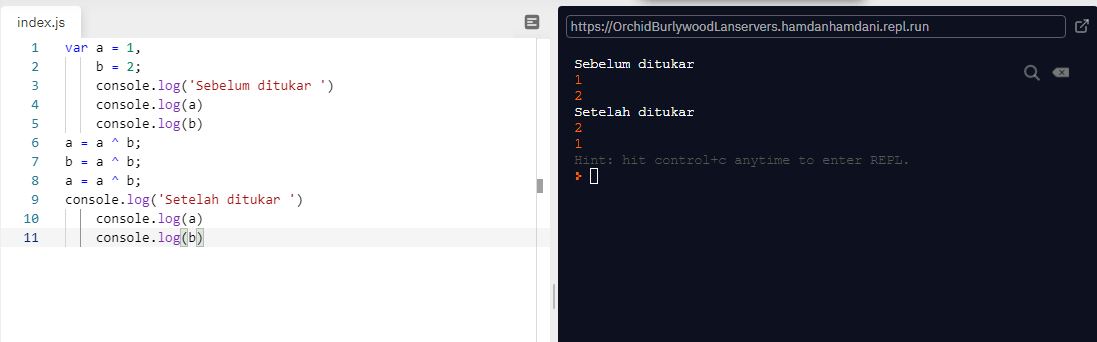 index.js
1 var a = 1,
2 b = 2;
3 console.log('Sebelum ditukar ')
4 console.log(a)
5 console.log(b)
6 a = a ^ b;
7 b = a ^ b;
8 a = a ^ b;
9 console.log('Setelah ditukar ')
10 console.log(a)
11 console.log(b)
https://OrchidBurlywoodLanservers.hamdanhamdani.repl.run
Sebelum ditukar
1
2
Setelah ditukar
2
1
Hint: hit control+c anytime to enter REPL.